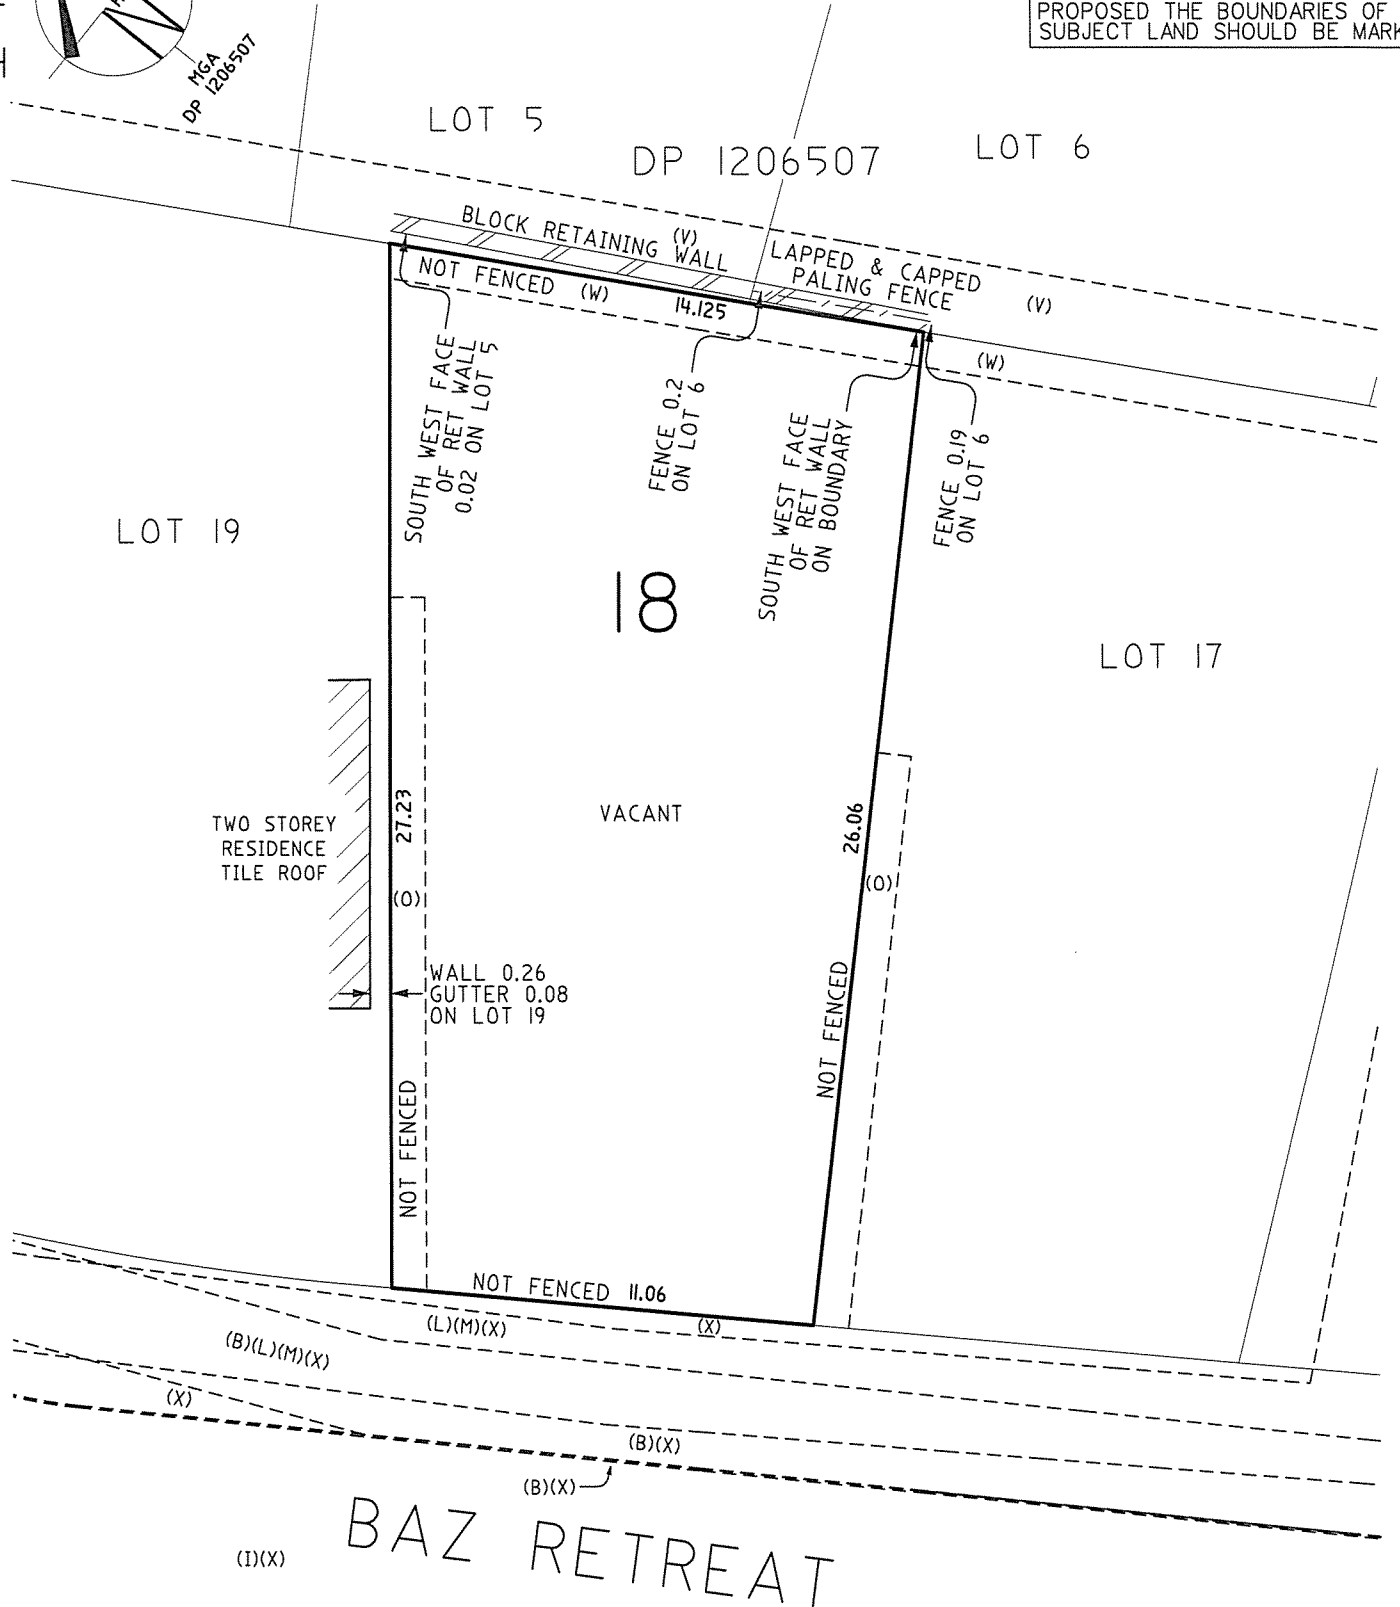 PROPOSED THE BOUNDARIES OF
SUBJECT LAND SHOULD BE MARK
MGA
DP 1206507
LOT 5
DP 1206507
LOT 6
BLOCK RETAINING WALL
(V)
LAPPED & CAPPED
PALING FENCE
(V)
NOT FENCED (W)
14.125
(W)
SOUTH WEST FACE
OF RET WALL
0.02 ON LOT 5
FENCE 0.2
ON LOT 6
SOUTH WEST FACE
OF RET WALL
ON BOUNDARY
FENCE 0.19
ON LOT 6
LOT 19
18
LOT 17
TWO STOREY
RESIDENCE
TILE ROOF
27.23
(O)
VACANT
26.06
(O)
WALL 0.26
GUTTER 0.08
ON LOT 19
NOT FENCED
NOT FENCED
NOT FENCED 11.06
(L)(M)(X)
(X)
(B)(L)(M)(X)
(X)
(B)(X)
(B)(X)
BAZ RETREAT
(I)(X)